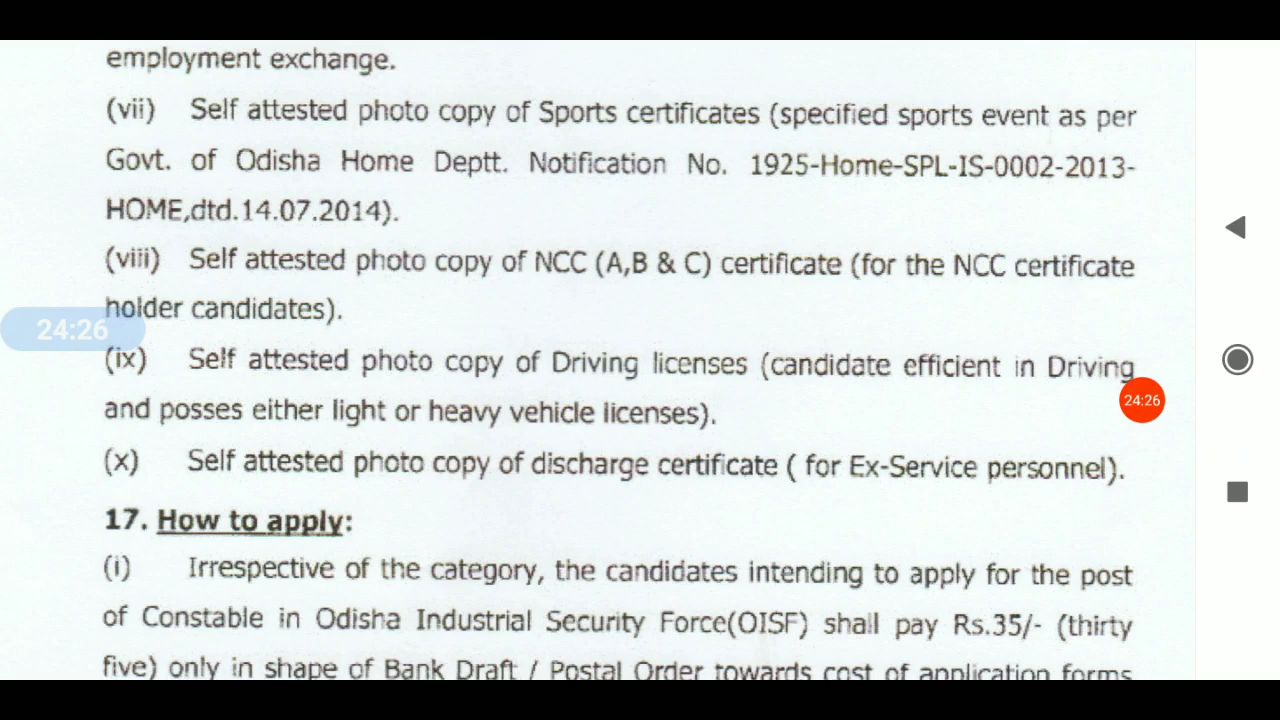 employment exchange.
(vii) Self attested photo copy of Sports certificates (specified sports event as per
Govt. of Odisha Home Deptt. Notification No. 1925-Home-SPL-IS-0002-2013-
HOME,dtd.14.07.2014).
(viii) Self attested photo copy of NCC (A,B & C) certificate (for the NCC certificate
holder candidates).
24:26
(ix) Self attested photo copy of Driving licenses (candidate efficient in Driving
24:26
and posses either light or heavy vehicle licenses).
(x) Self attested photo copy of discharge certificate ( for Ex-Service personnel).
17. How to apply:
(i) Irrespective of the category, the candidates intending to apply for the post
of Constable in Odisha Industrial Security Force(OISF) shall pay Rs.35/- (thirty
five) only in shape of Bank Draft / Postal Order towards cost of application forms